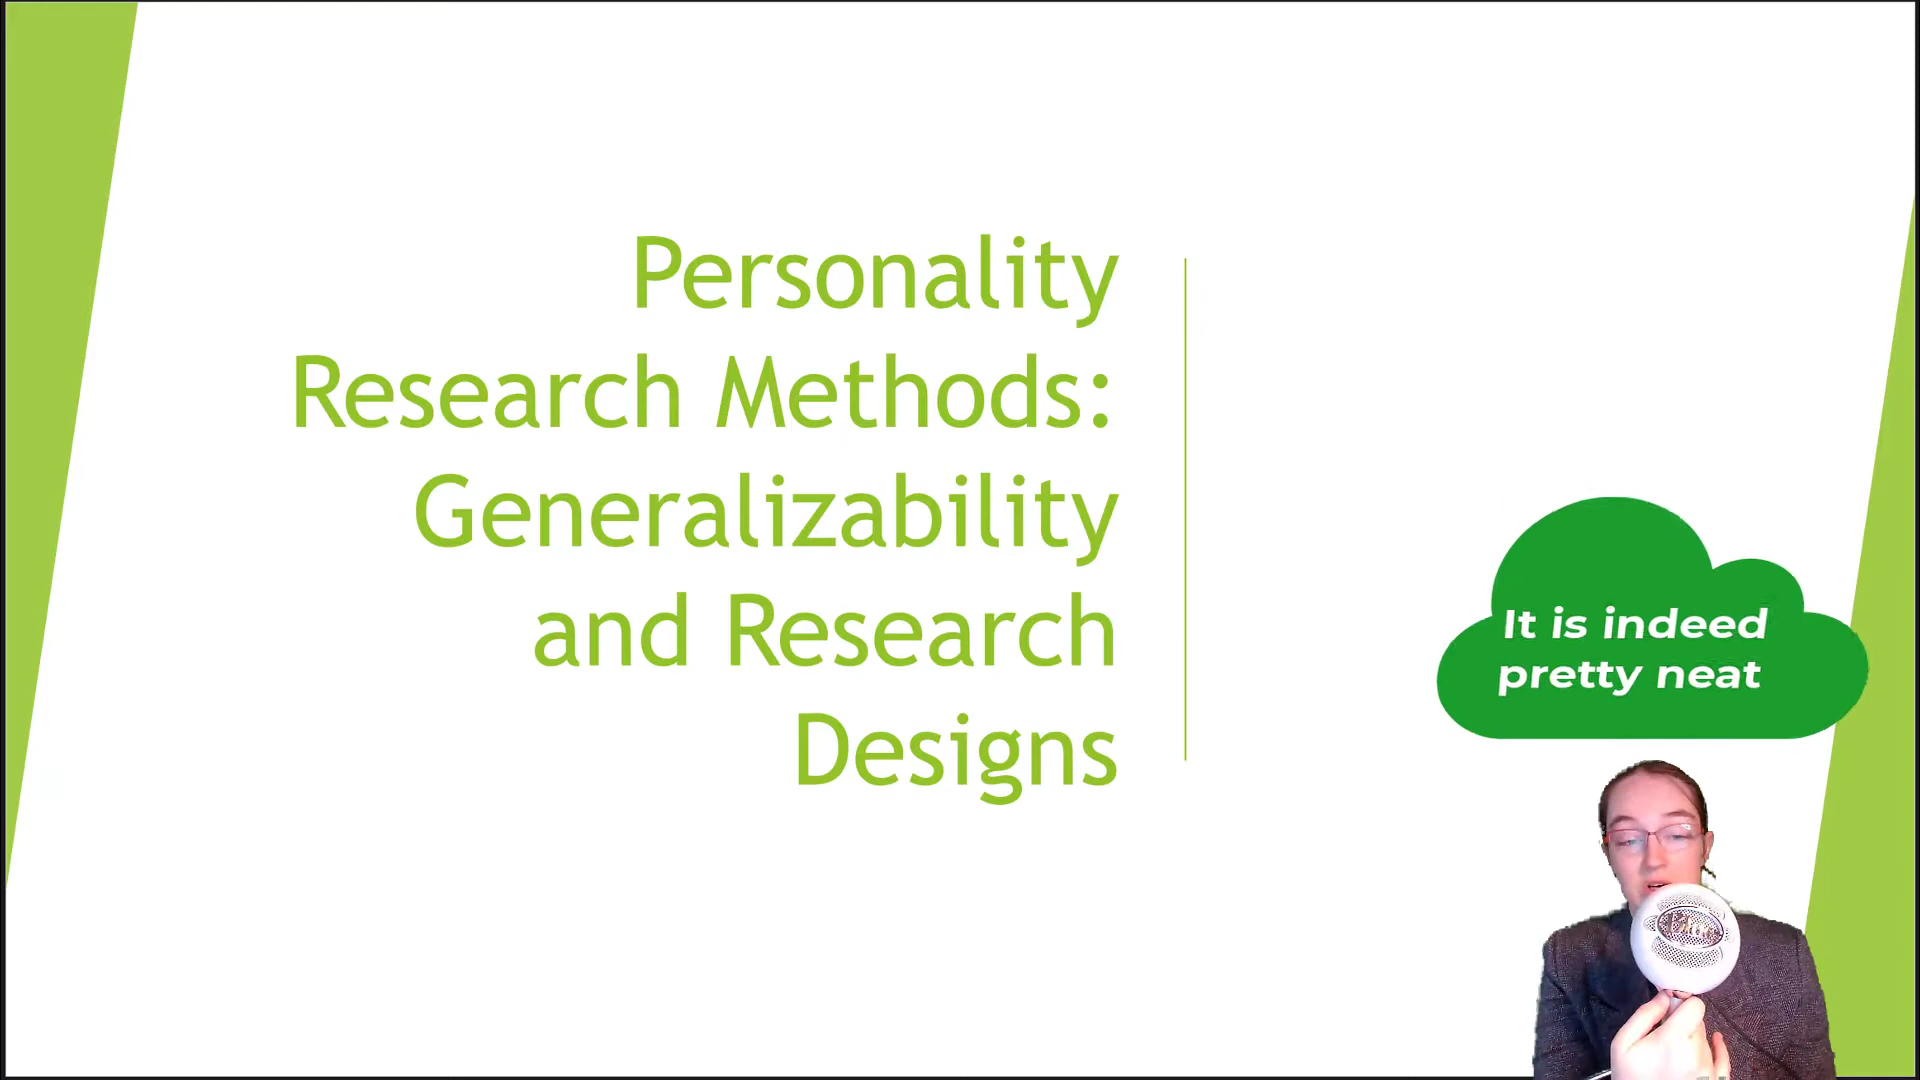 Personality
Research Methods:
Generalizability
and Research
Designs
It is indeed
pretty neat